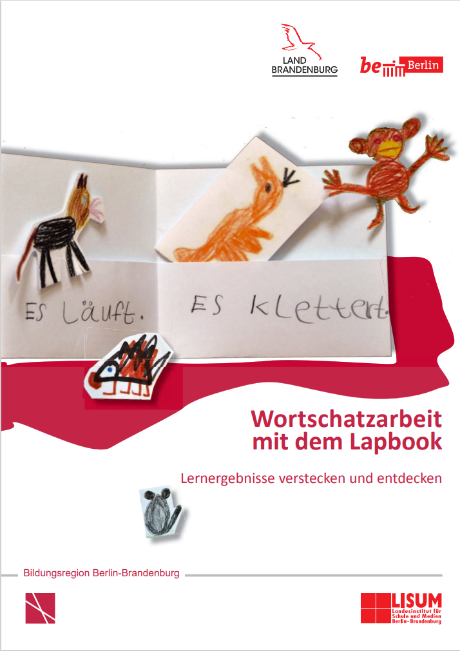 LAND
BRANDENBURG
be Berlin
ES Läuft.
ES Klettert.
Wortschatzarbeit
mit dem Lapbook
Lernergebnisse verstecken und entdecken
Bildungsregion Berlin-Brandenburg
LISUM
Landesinstitut für
Schule und Medien
Berlin-Brandenburg